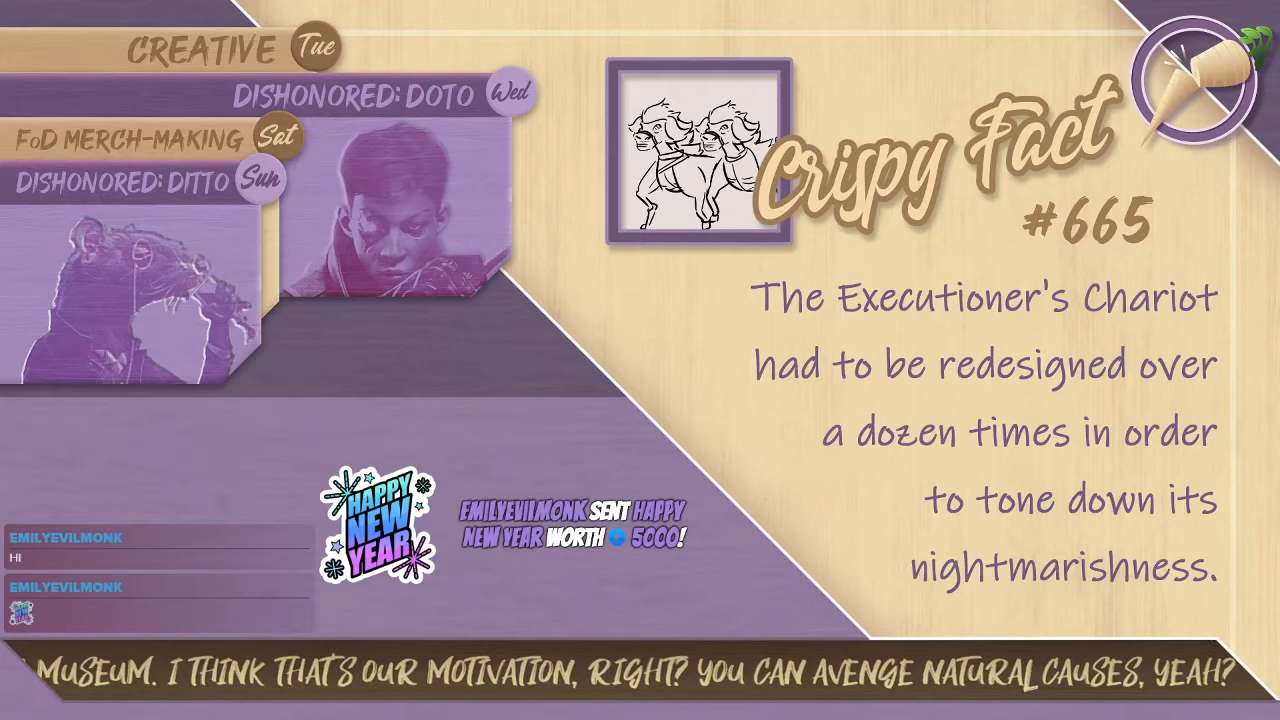 CREATIVE Tue
DISHONORED: DOTO Wed
FoD MERCH-MAKING Sat
DISHONORED: DITTO Sun
Crispy Fact
#665
The Executioner's Chariot
had to be redesigned over
a dozen times in order
to tone down its
nightmarishness.
HAPPY
NEW
YEAR
EMILYEVILMONK SENT HAPPY
NEW YEAR WORTH 5000!
EMILYEVILMONK
HI
EMILYEVILMONK
MUSEUM. I THINK THAT'S OUR MOTIVATION, RIGHT? YOU CAN AVENGE NATURAL CAUSES, YEAH?